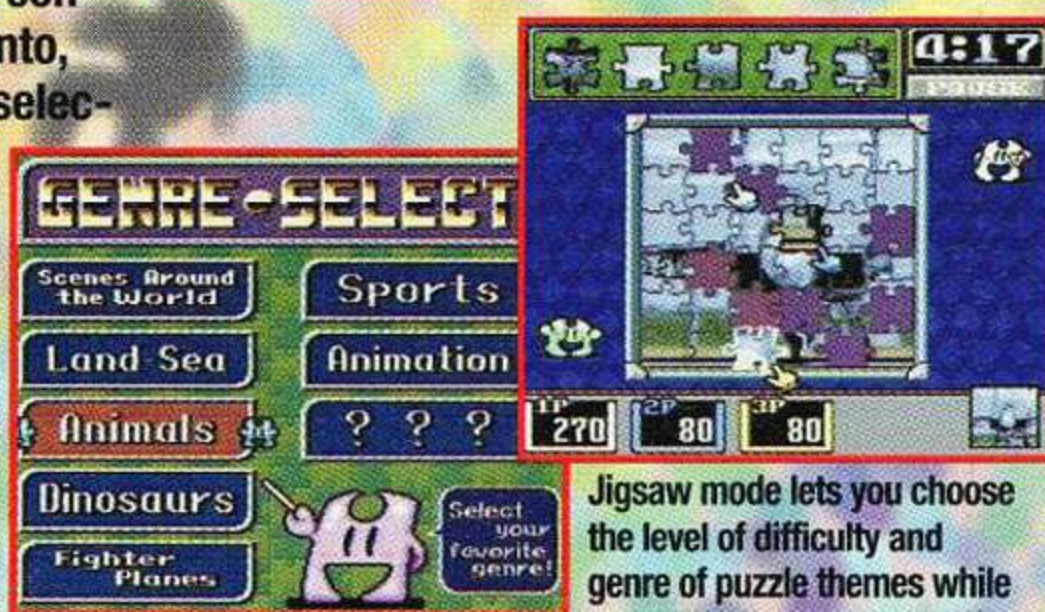 nto,
selec-
GENRE-SELECT
Scenes Around
the World
Land Sea
Animals
Dinosaurs
Fighter
Planes
Sports
Animation
? ? ?
Select
your
favorite
genre!
4:17
PAUSE
1P
270
2P
80
3P
80
Jigsaw mode lets you choose
the level of difficulty and
genre of puzzle themes while